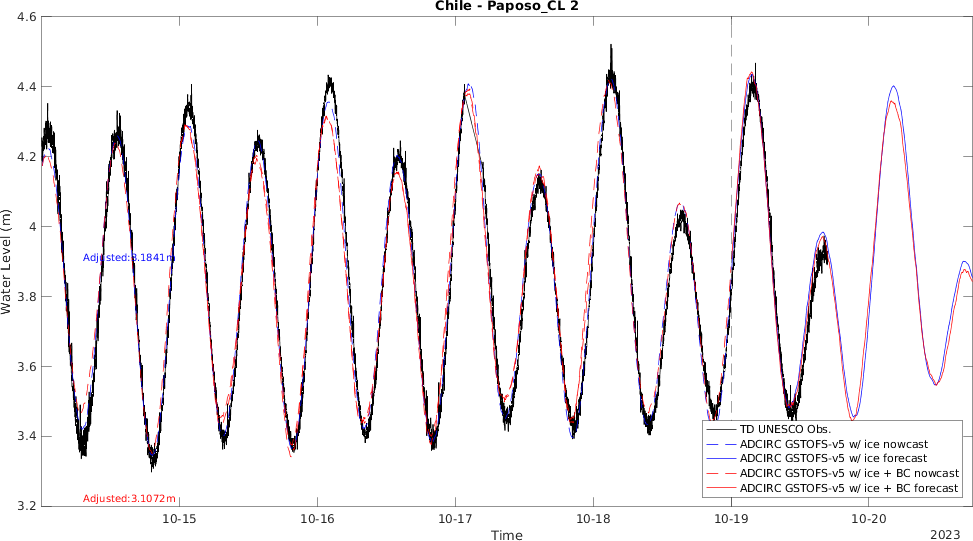 Chile - Paposo_CL 2
4.6
4.4
4.2
4
3.8
3.6
3.4
3.2
Water Level (m)
Adjusted:3.1841m
Adjusted:3.1072m
TD UNESCO Obs.
ADCIRC GSTOFS-v5 w/ ice nowcast
ADCIRC GSTOFS-v5 w/ ice forecast
ADCIRC GSTOFS-v5 w/ ice + BC nowcast
ADCIRC GSTOFS-v5 w/ ice + BC forecast
10-15 10-16 10-17 10-18 10-19 10-20
Time
2023